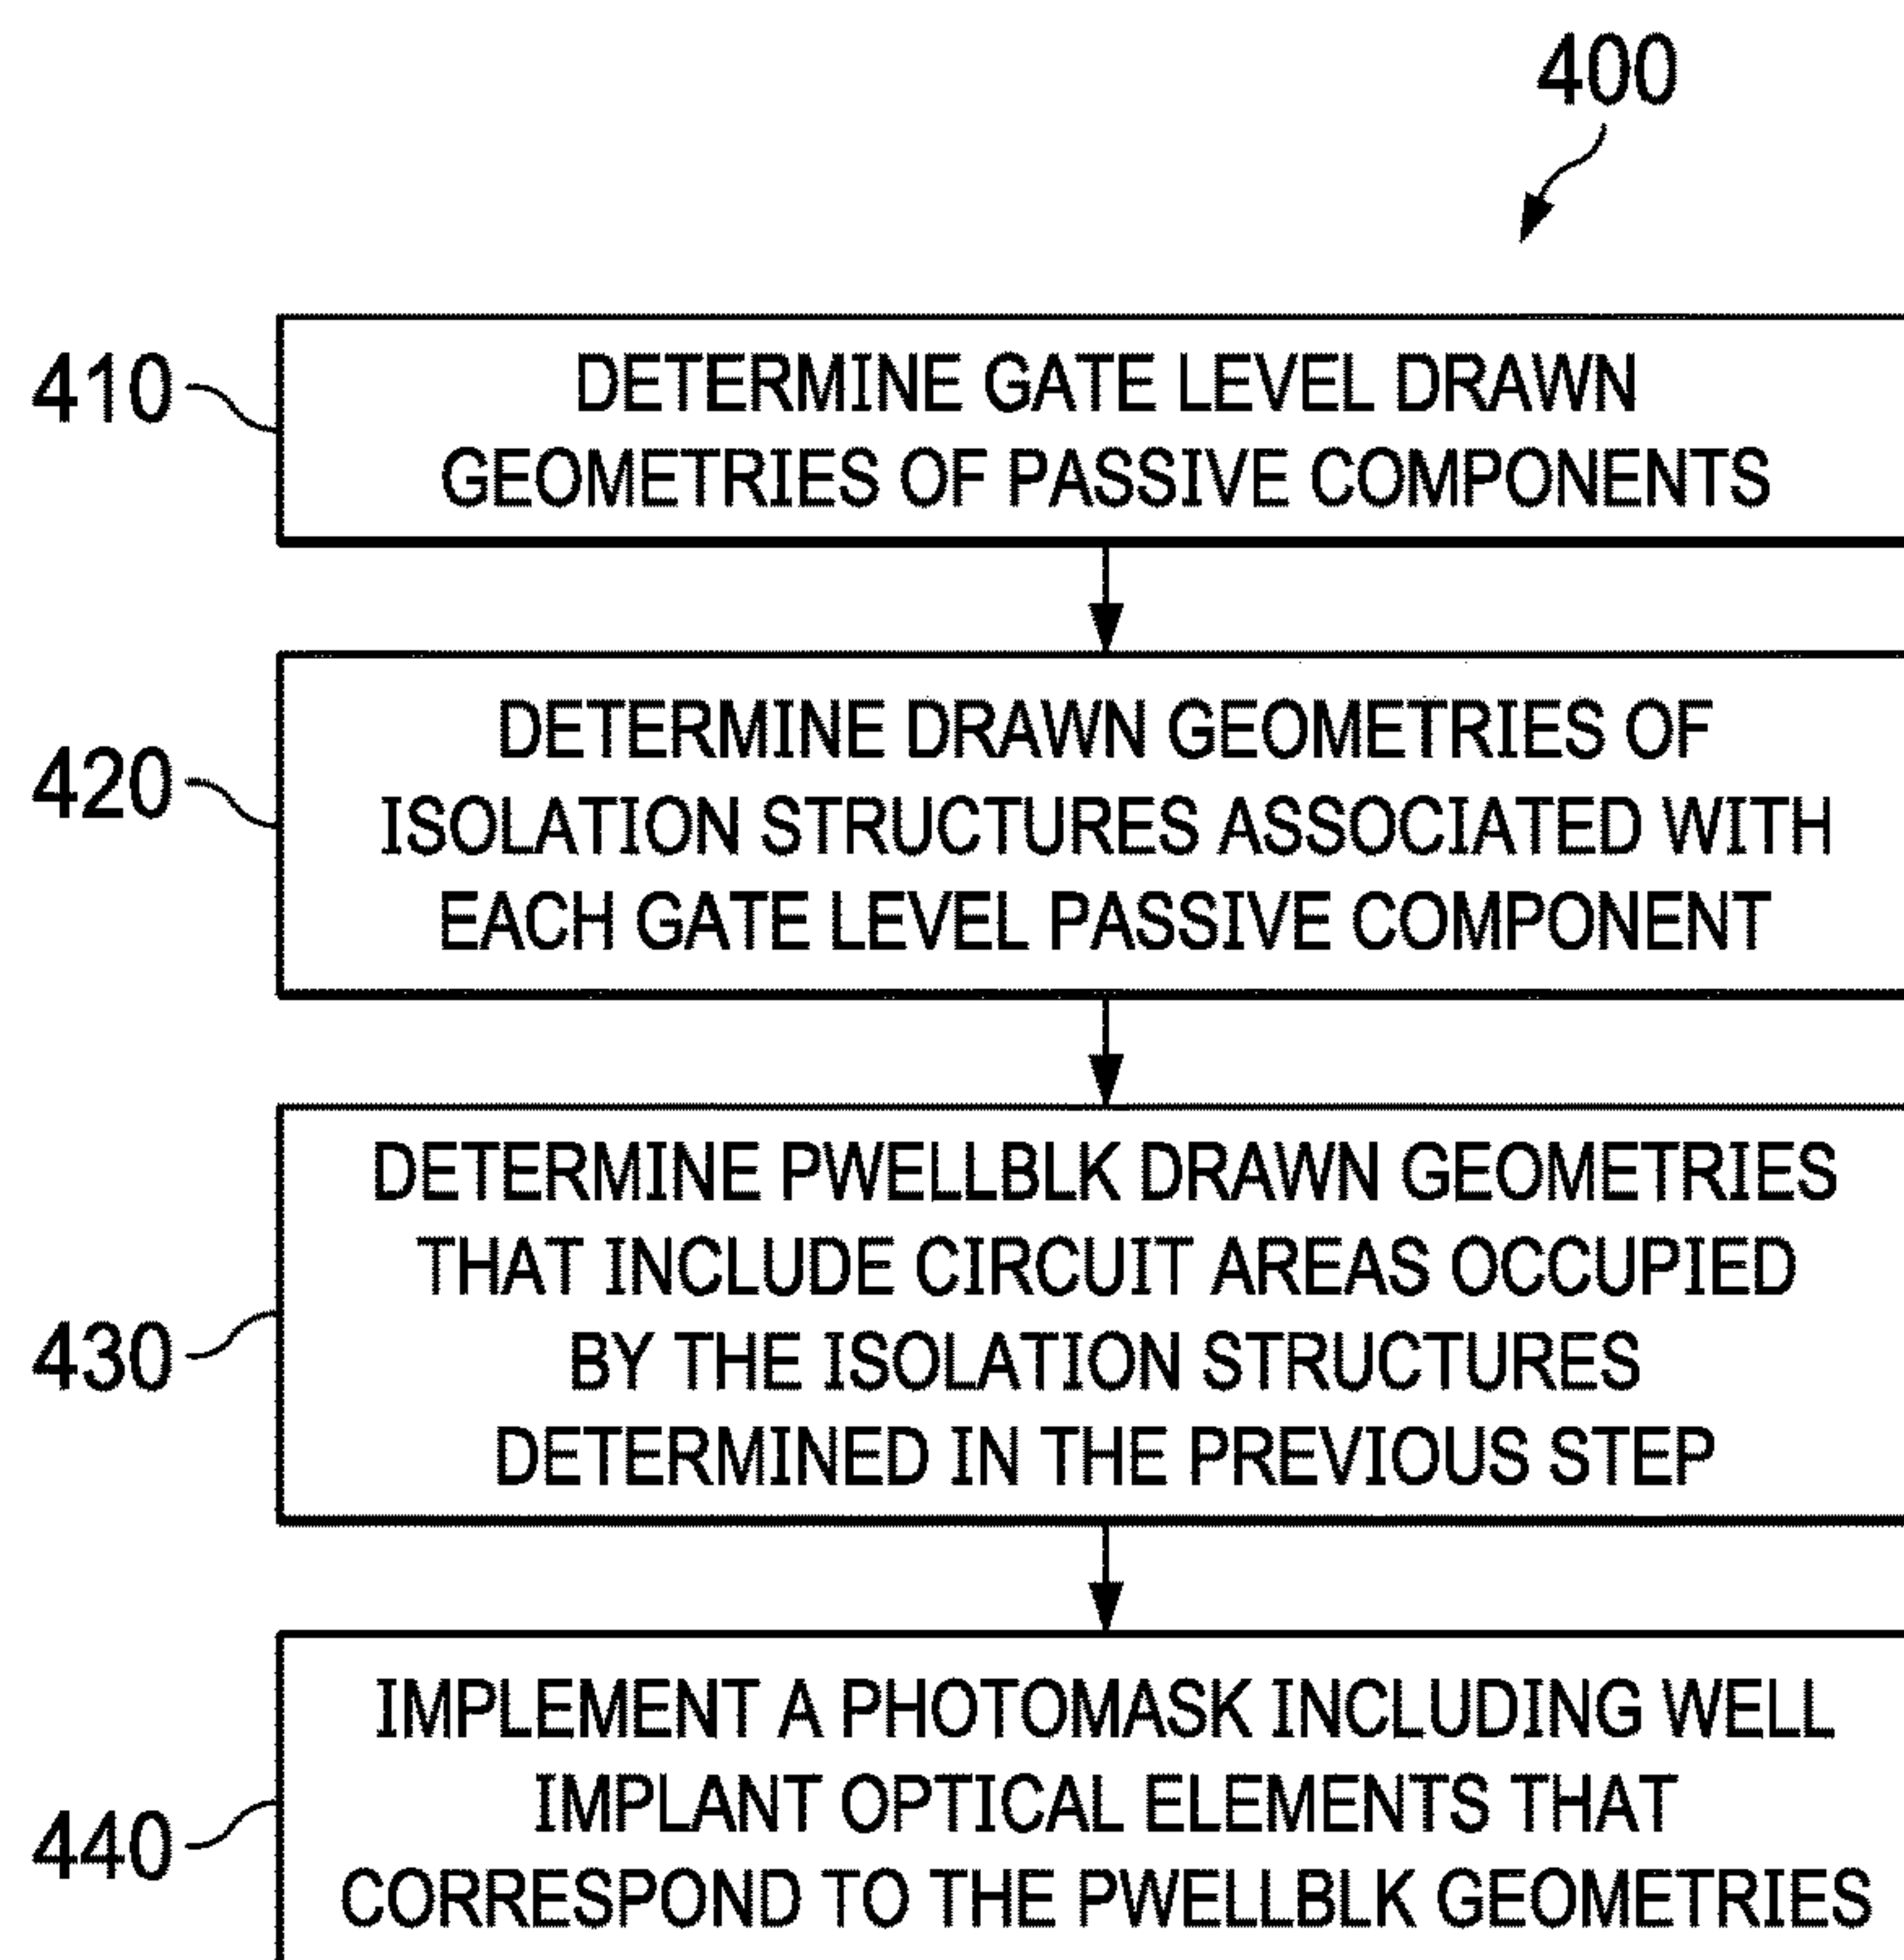 400
410
DETERMINE GATE LEVEL DRAWN
GEOMETRIES OF PASSIVE COMPONENTS
420
DETERMINE DRAWN GEOMETRIES OF
ISOLATION STRUCTURES ASSOCIATED WITH
EACH GATE LEVEL PASSIVE COMPONENT
430
DETERMINE PWELLBLK DRAWN GEOMETRIES
THAT INCLUDE CIRCUIT AREAS OCCUPIED
BY THE ISOLATION STRUCTURES
DETERMINED IN THE PREVIOUS STEP
440
IMPLEMENT A PHOTOMASK INCLUDING WELL
IMPLANT OPTICAL ELEMENTS THAT
CORRESPOND TO THE PWELLBLK GEOMETRIES